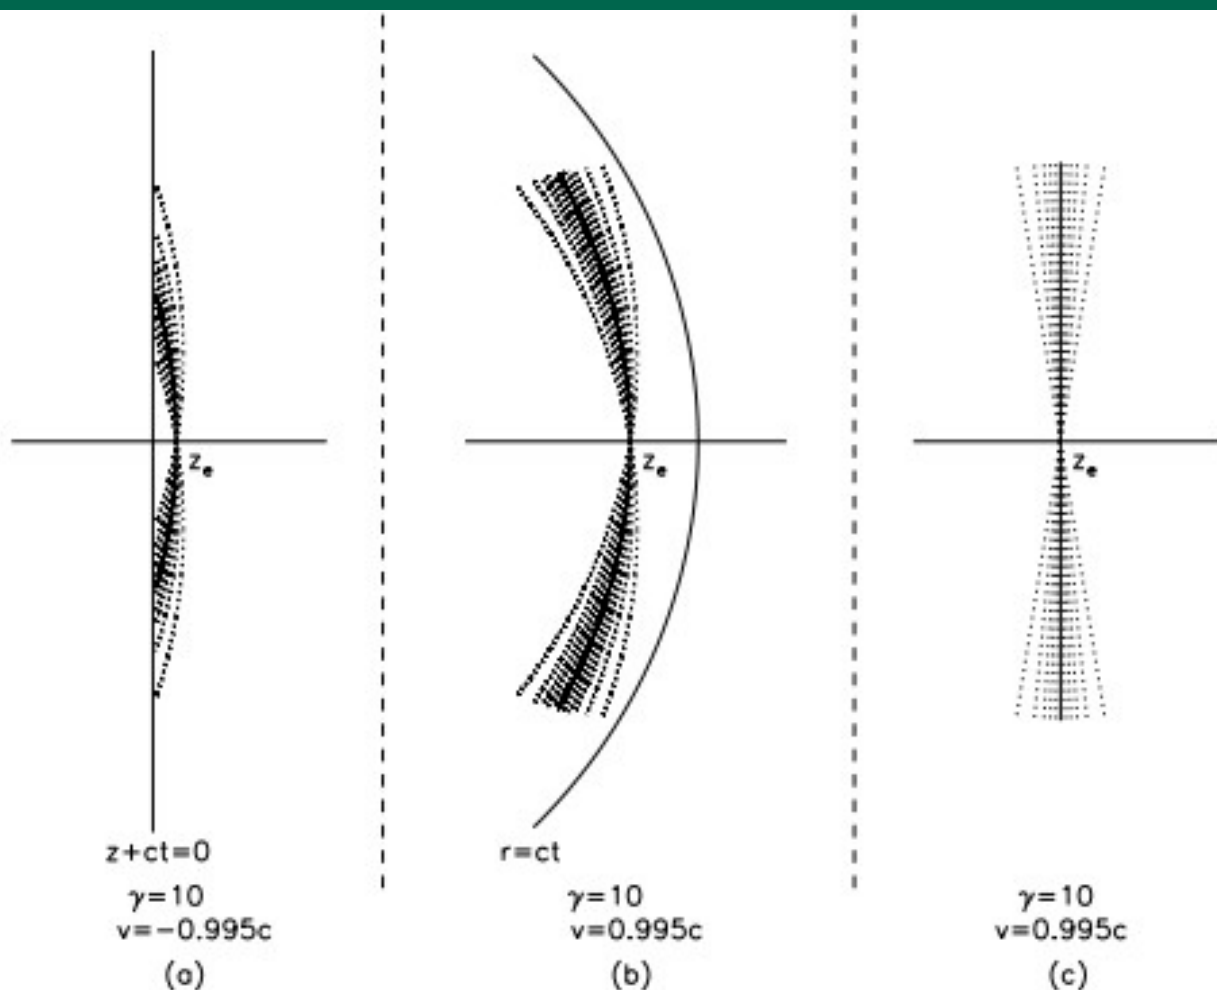 z_e
z+ct=0
γ=10
v=−0.995c
(a)
z_e
r=ct
γ=10
v=0.995c
(b)
z_e
γ=10
v=0.995c
(c)